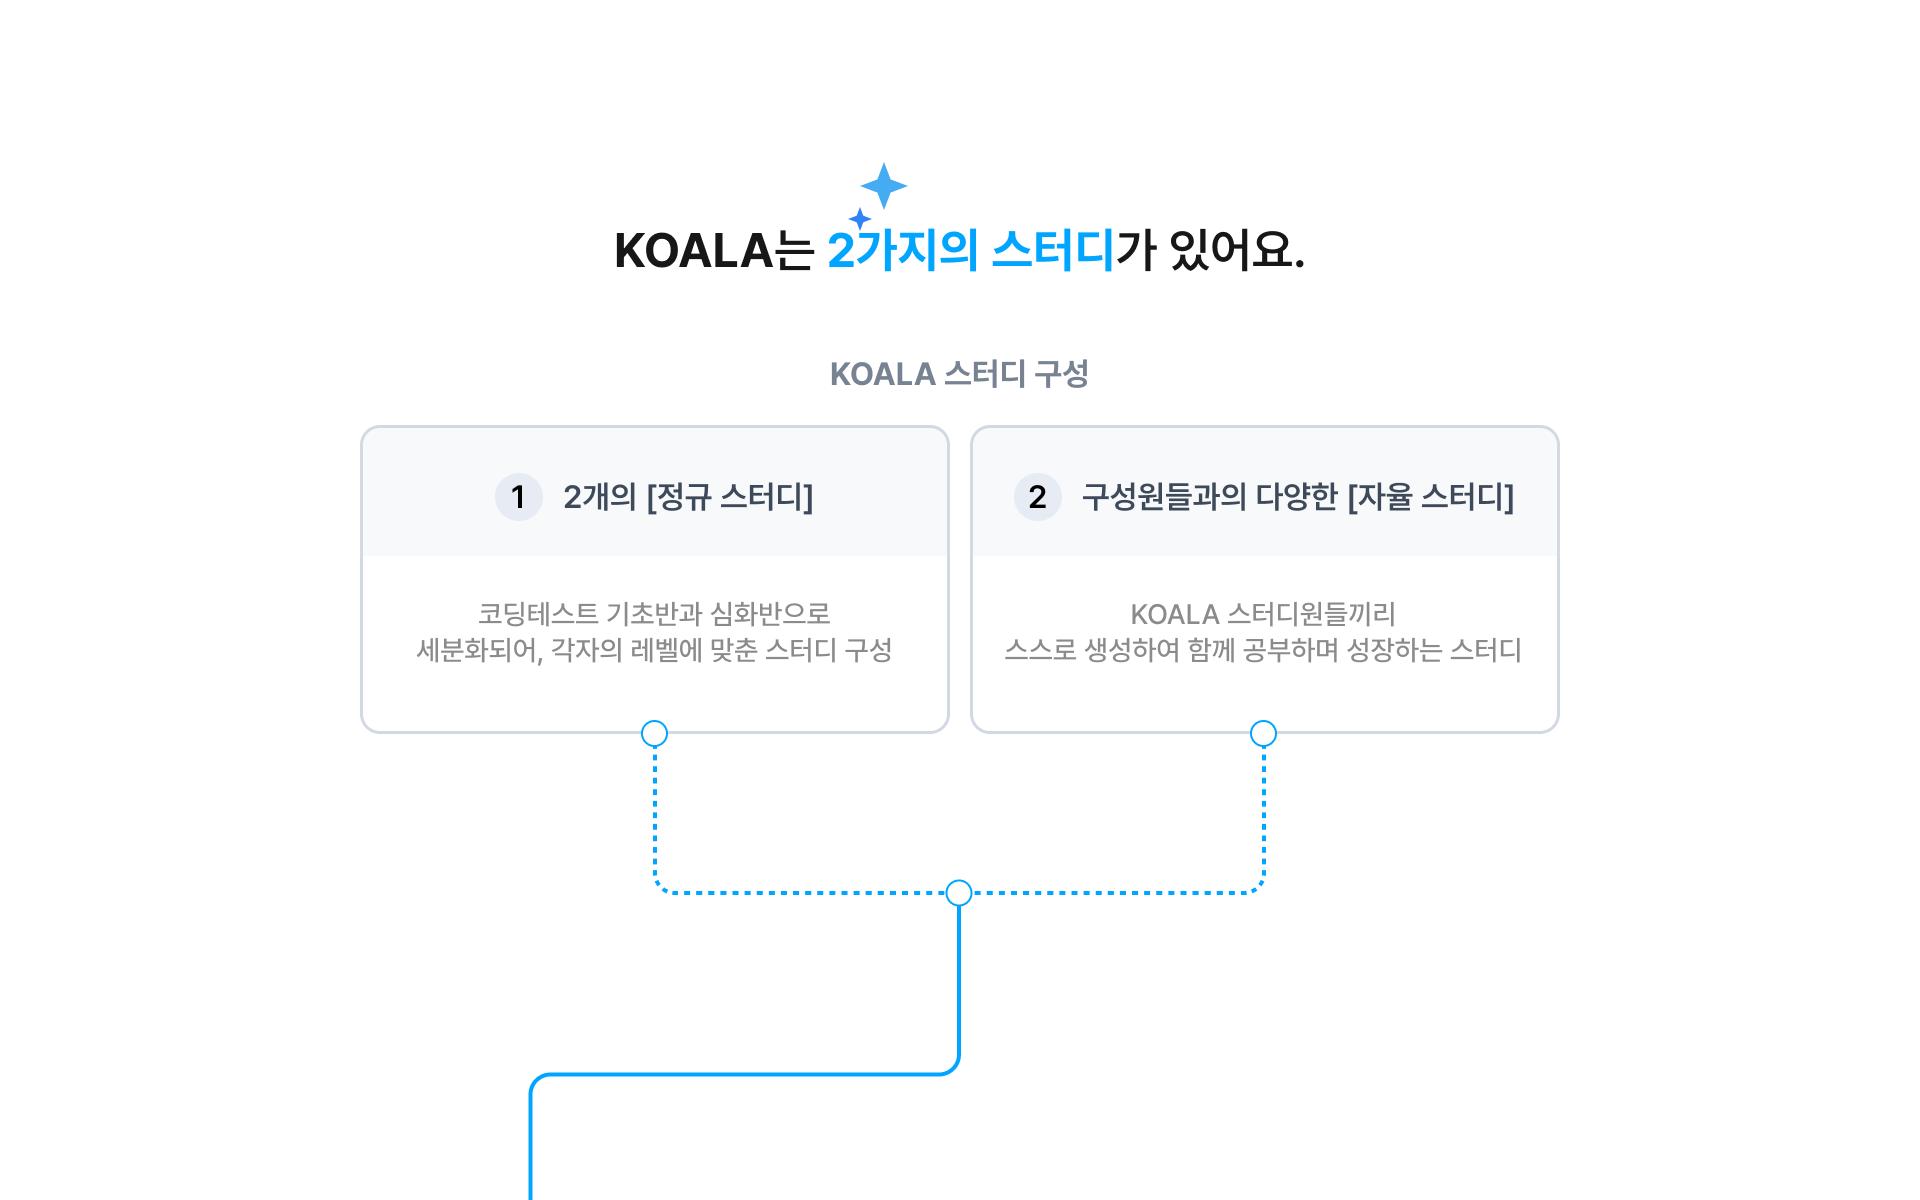 KOALA는 2가지의 스터디가 있어요.
KOALA 스터디 구성
1 2개의 [정규 스터디]
코딩테스트 기초반과 심화반으로
세분화되어, 각자의 레벨에 맞춘 스터디 구성
2 구성원들과의 다양한 [자율 스터디]
KOALA 스터디원들끼리
스스로 생성하여 함께 공부하며 성장하는 스터디